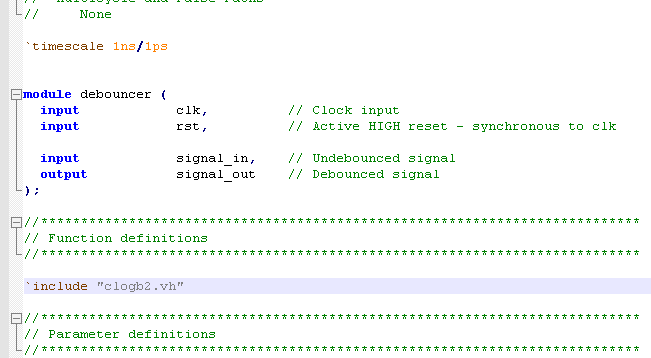 //     None
`timescale 1ns/1ps
module debouncer (
input            clk,          // Clock input
input            rst,          // Active HIGH reset - synchronous to clk
input            signal_in,    // Undebounced signal
output           signal_out    // Debounced signal
);
//***************************************************************************
// Function definitions
//***************************************************************************
`include "clogb2.vh"
//***************************************************************************
// Parameter definitions
//***************************************************************************